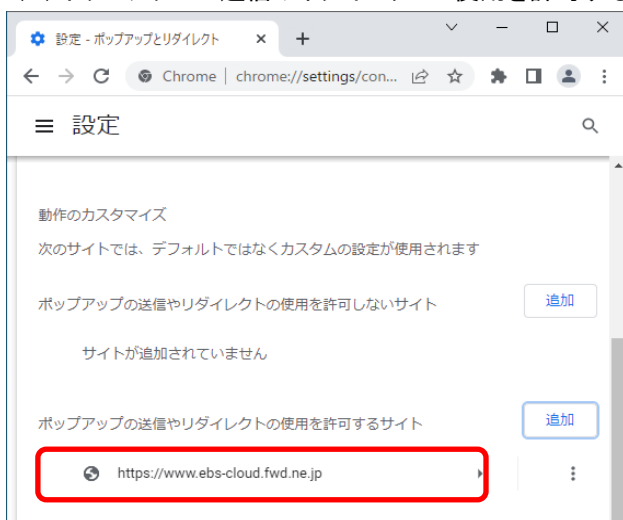 設定 - ポップアップとリダイレクト
Chrome | chrome://settings/con...
設定
動作のカスタマイズ
次のサイトでは、デフォルトではなくカスタムの設定が使用されます
ポップアップの送信やリダイレクトの使用を許可しないサイト 追加
サイトが追加されていません
ポップアップの送信やリダイレクトの使用を許可するサイト 追加
https://www.ebs-cloud.fwd.ne.jp